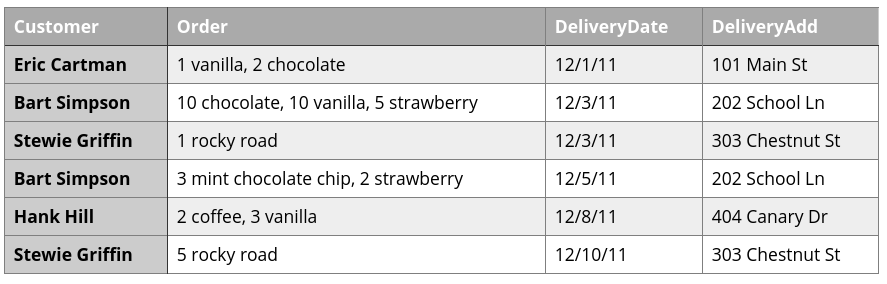 Customer Order DeliveryDate DeliveryAdd
Eric Cartman 1 vanilla, 2 chocolate 12/1/11 101 Main St
Bart Simpson 10 chocolate, 10 vanilla, 5 strawberry 12/3/11 202 School Ln
Stewie Griffin 1 rocky road 12/3/11 303 Chestnut St
Bart Simpson 3 mint chocolate chip, 2 strawberry 12/5/11 202 School Ln
Hank Hill 2 coffee, 3 vanilla 12/8/11 404 Canary Dr
Stewie Griffin 5 rocky road 12/10/11 303 Chestnut St